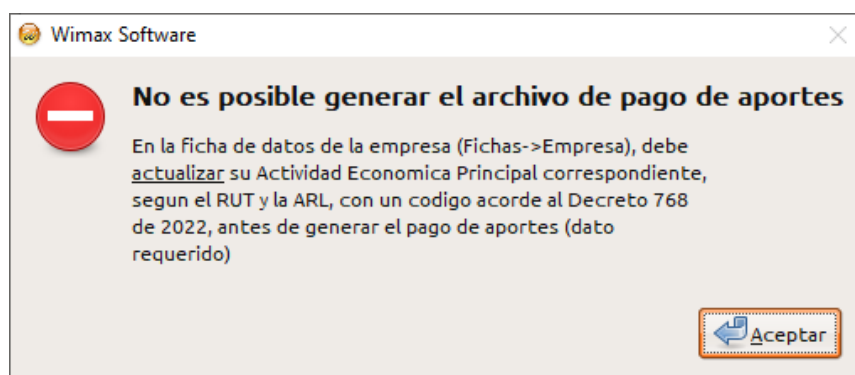 Wimax Software
No es posible generar el archivo de pago de aportes
En la ficha de datos de la empresa (Fichas->Empresa), debe
actualizar su Actividad Economica Principal correspondiente,
segun el RUT y la ARL, con un codigo acorde al Decreto 768
de 2022, antes de generar el pago de aportes (dato
requerido)
Aceptar